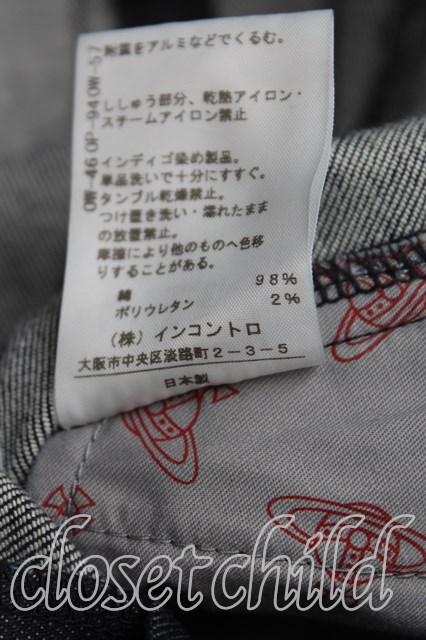 附属をアルミなどでくるむ。
ししゅう部分、乾熱アイロン・
スチームアイロン禁止
インディゴ染め製品。
単品洗いで十分にすすぐ。
タンブル乾燥禁止。
つけ置き洗い・濡れたまま
の放置禁止。
摩擦により他のものへ色移
りすることがある。
綿 98%
ポリウレタン 2%
(株)インコントロ
大阪市中央区淡路町2-3-5
日本製
OW-460P-940W-57
closet child